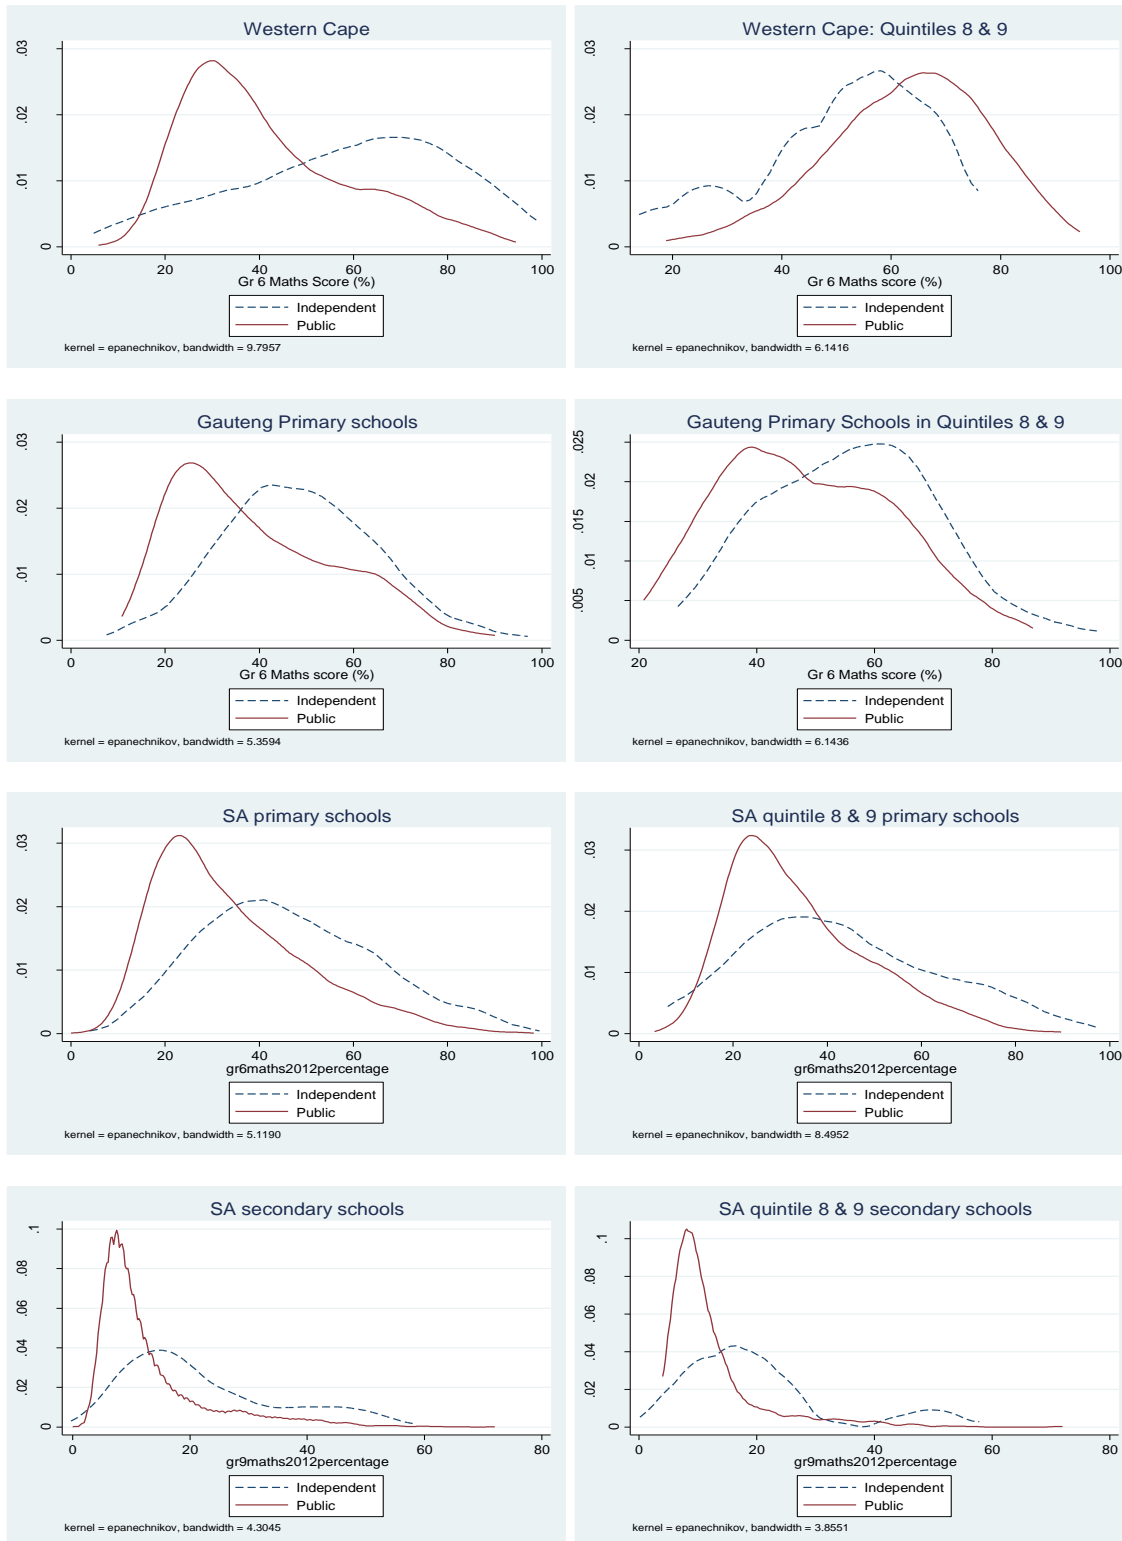 Western Cape
.03
.02
.01
0
0 20 40 60 80 100
Gr 6 Maths Score (%)
Independent
Public
kernel = epanechnikov, bandwidth = 9.7957
Western Cape: Quintiles 8 & 9
.03
.02
.01
0
20 40 60 80 100
Gr 6 Maths Score (%)
Independent
Public
kernel = epanechnikov, bandwidth = 6.1416
Gauteng Primary schools
.03
.02
.01
0
0 20 40 60 80 100
Gr 6 Maths score (%)
Independent
Public
kernel = epanechnikov, bandwidth = 5.3594
Gauteng Primary Schools in Quintiles 8 & 9
.025
.02
.015
.01
.005
0
20 40 60 80 100
Gr 6 Maths score (%)
Independent
Public
kernel = epanechnikov, bandwidth = 6.1436
SA primary schools
.03
.02
.01
0
0 20 40 60 80 100
gr6maths2012percentage
Independent
Public
kernel = epanechnikov, bandwidth = 5.1190
SA quintile 8 & 9 primary schools
.03
.02
.01
0
0 20 40 60 80 100
gr6maths2012percentage
Independent
Public
kernel = epanechnikov, bandwidth = 8.4952
SA secondary schools
.1
.08
.06
.04
.02
0
0 20 40 60 80
gr9maths2012percentage
Independent
Public
kernel = epanechnikov, bandwidth = 4.3045
SA quintile 8 & 9 secondary schools
.1
.08
.06
.04
.02
0
0 20 40 60 80
gr9maths2012percentage
Independent
Public
kernel = epanechnikov, bandwidth = 3.8551